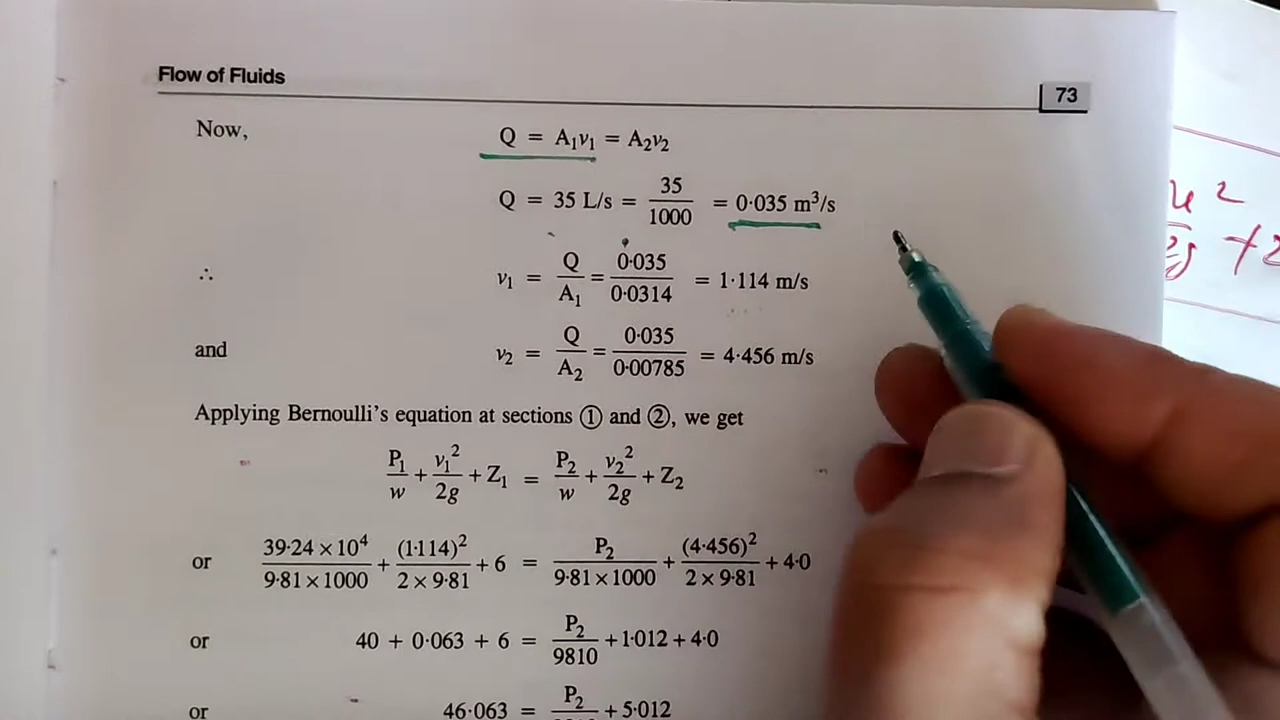 Flow of Fluids
73
Now, Q = A₁v₁ = A₂v₂
Q = 35 L/s = 35/1000 = 0·035 m³/s
∴ v₁ = Q/A₁ = 0·035/0·0314 = 1·114 m/s
and v₂ = Q/A₂ = 0·035/0·00785 = 4·456 m/s
Applying Bernoulli's equation at sections ① and ②, we get
P₁/w + v₁²/2g + Z₁ = P₂/w + v₂²/2g + Z₂
or 39·24 × 10⁴/9·81 × 1000 + (1·114)²/2 × 9·81 + 6 = P₂/9·81 × 1000 + (4·456)²/2 × 9·81 + 4·0
or 40 + 0·063 + 6 = P₂/9810 + 1·012 + 4·0
or 46·063 = P₂/ + 5·012